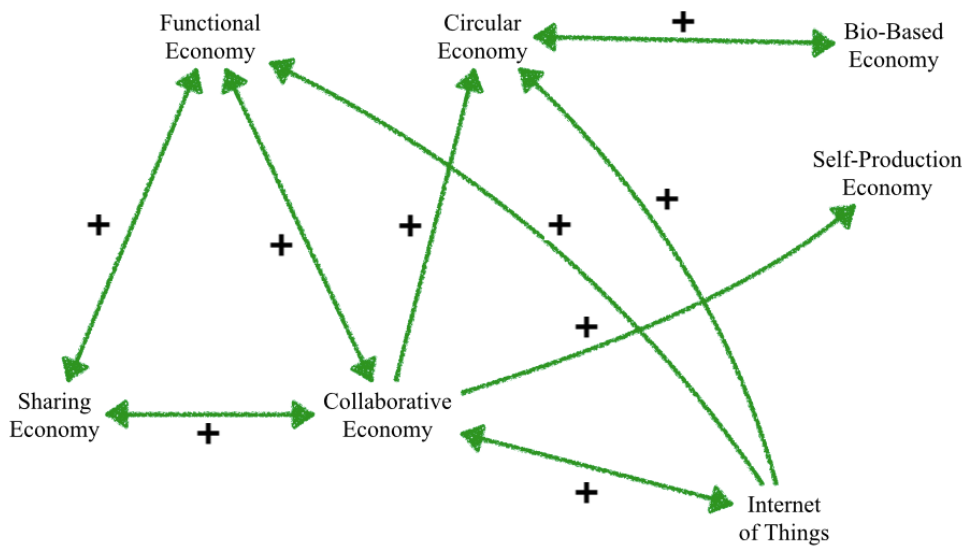 Functional
Economy
Circular
Economy
+
Bio-Based
Economy
Self-Production
Economy
+
+
+
+
+
+
Sharing
Economy
+
Collaborative
Economy
+
Internet
of Things